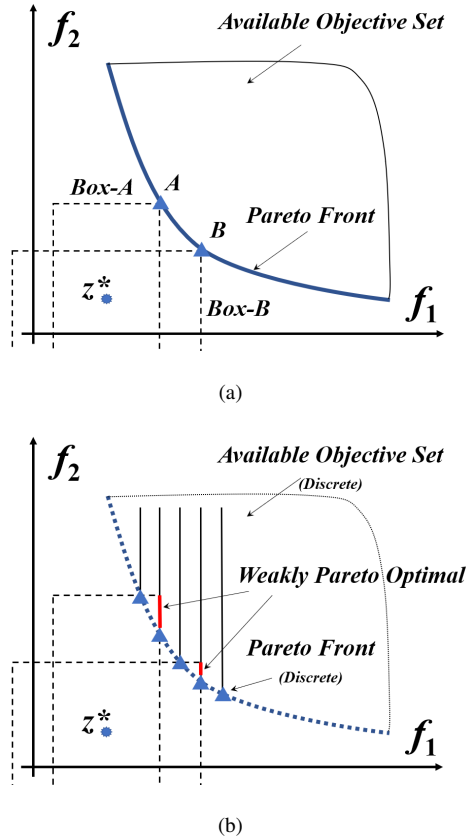 f₂
Available Objective Set
Box-A
A
B
Pareto Front
z*
Box-B
f₁
(a)
f₂
Available Objective Set
(Discrete)
Weakly Pareto Optimal
Pareto Front
(Discrete)
z*
f₁
(b)